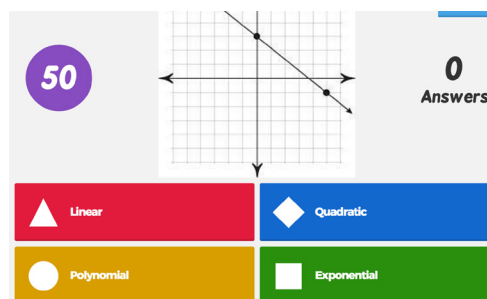 50
0
Answers
Linear
Quadratic
Polynomial
Exponential